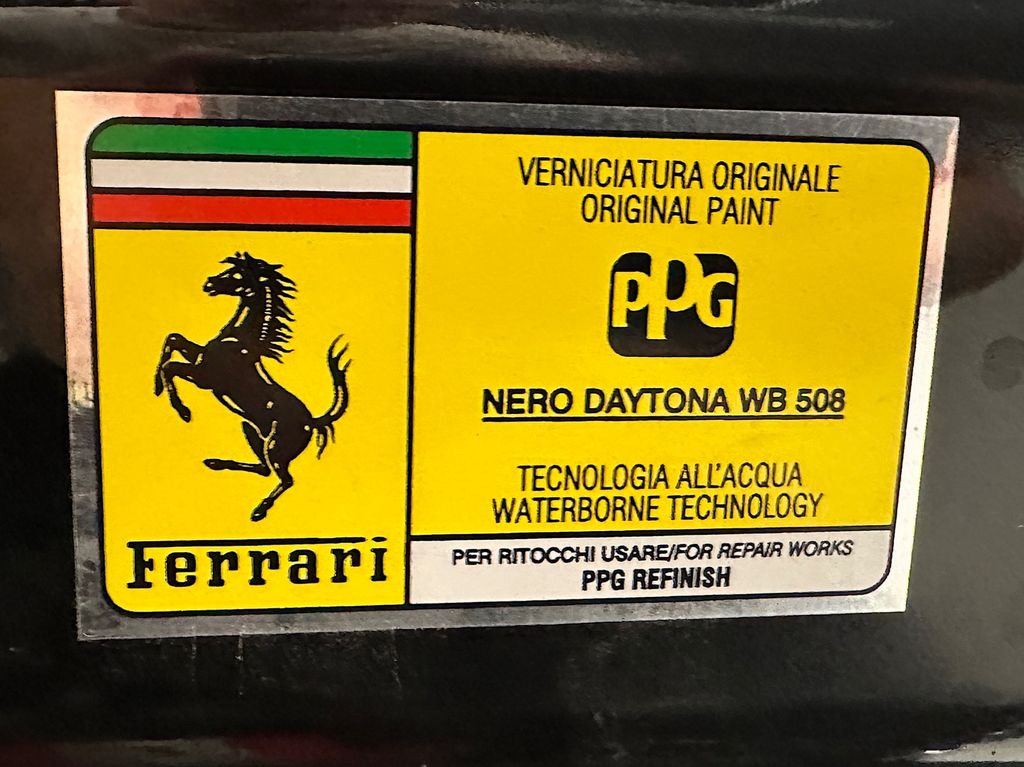 Ferrari
VERNICIATURA ORIGINALE
ORIGINAL PAINT
PPG
NERO DAYTONA WB 508
TECNOLOGIA ALL'ACQUA
WATERBORNE TECHNOLOGY
PER RITOCCHI USARE/FOR REPAIR WORKS
PPG REFINISH